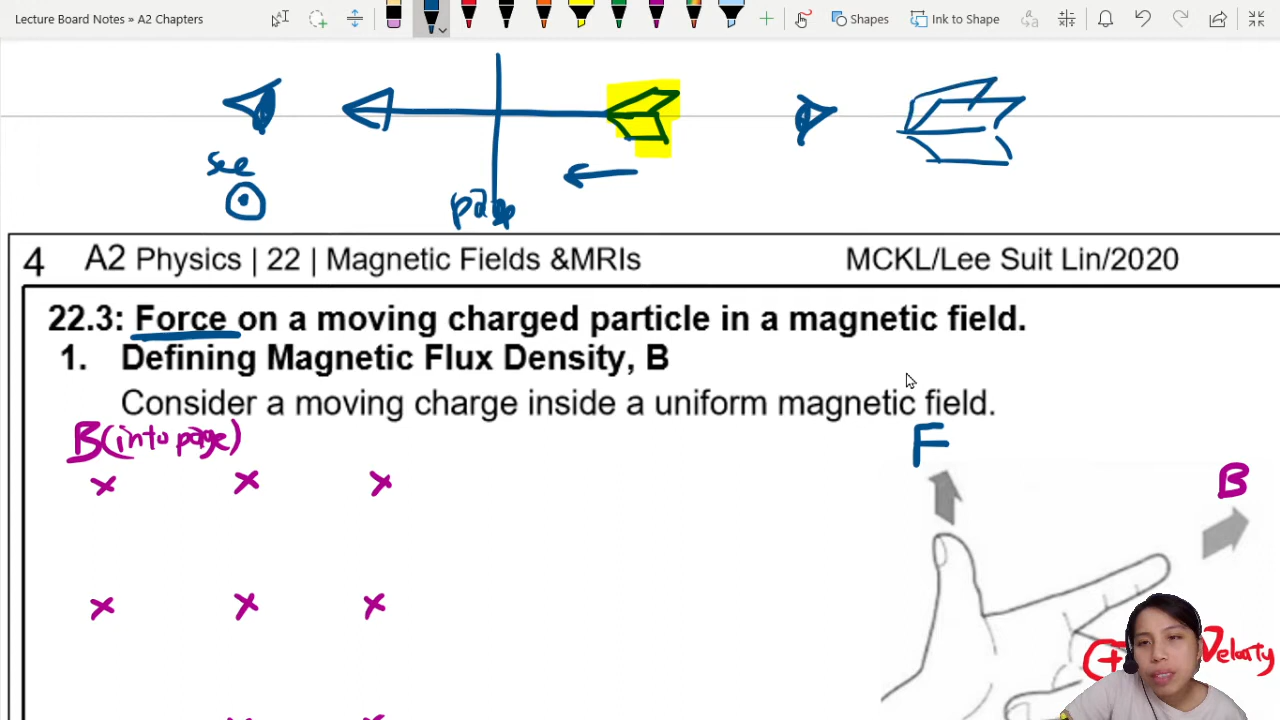 Lecture Board Notes » A2 Chapters
Shapes
Ink to Shape
see
4 A2 Physics | 22 | Magnetic Fields &MRIs MCKL/Lee Suit Lin/2020
22.3: Force on a moving charged particle in a magnetic field.
1. Defining Magnetic Flux Density, B
Consider a moving charge inside a uniform magnetic field.
B(into page)
F
B
x x x
x x x
+ Velocity